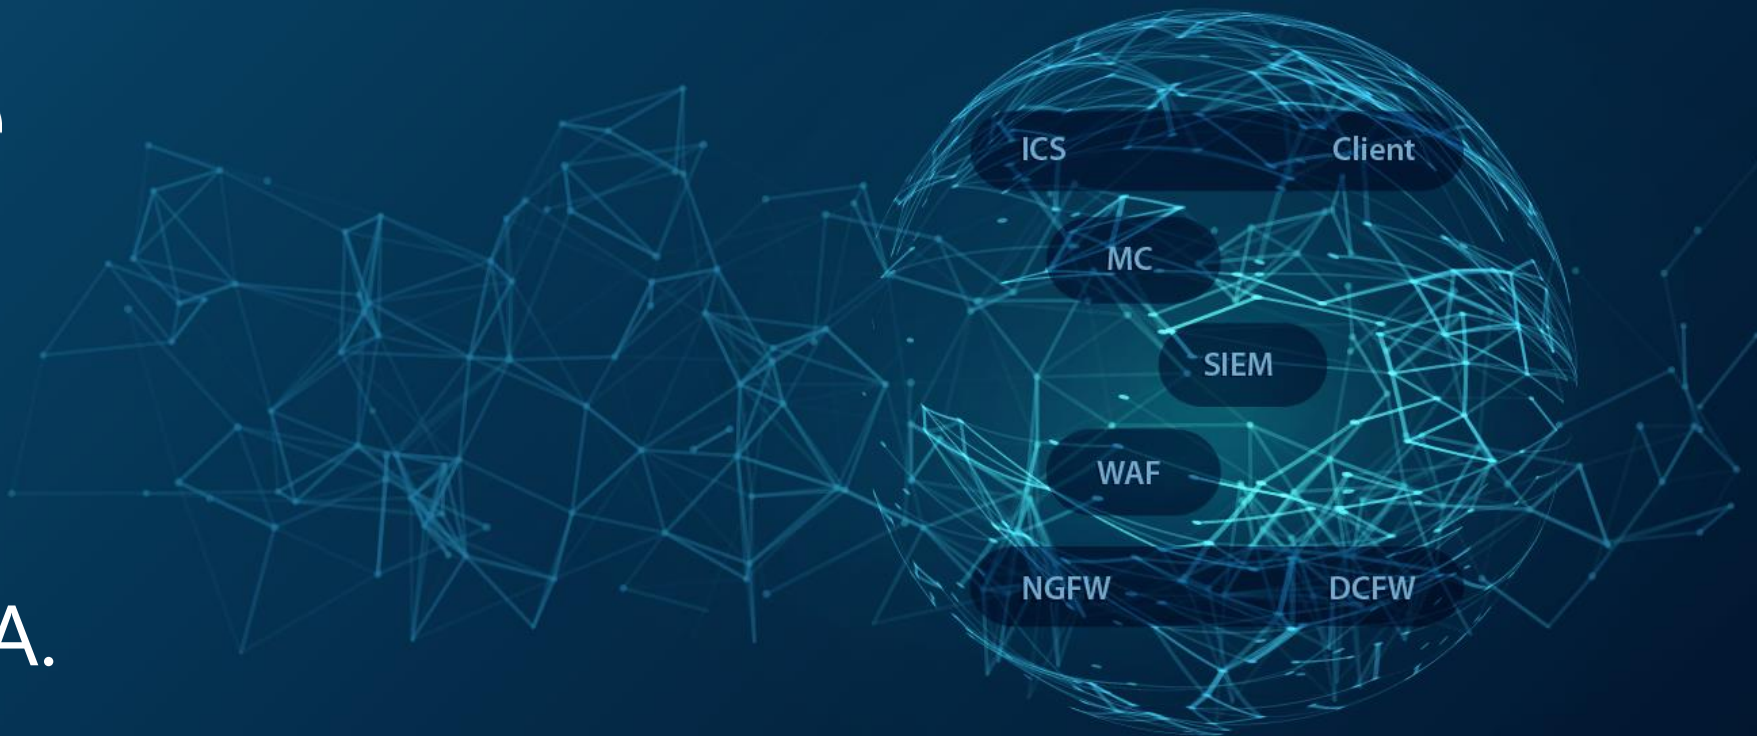 ICS Client
MC
SIEM
WAF
NGFW DCFW
A.